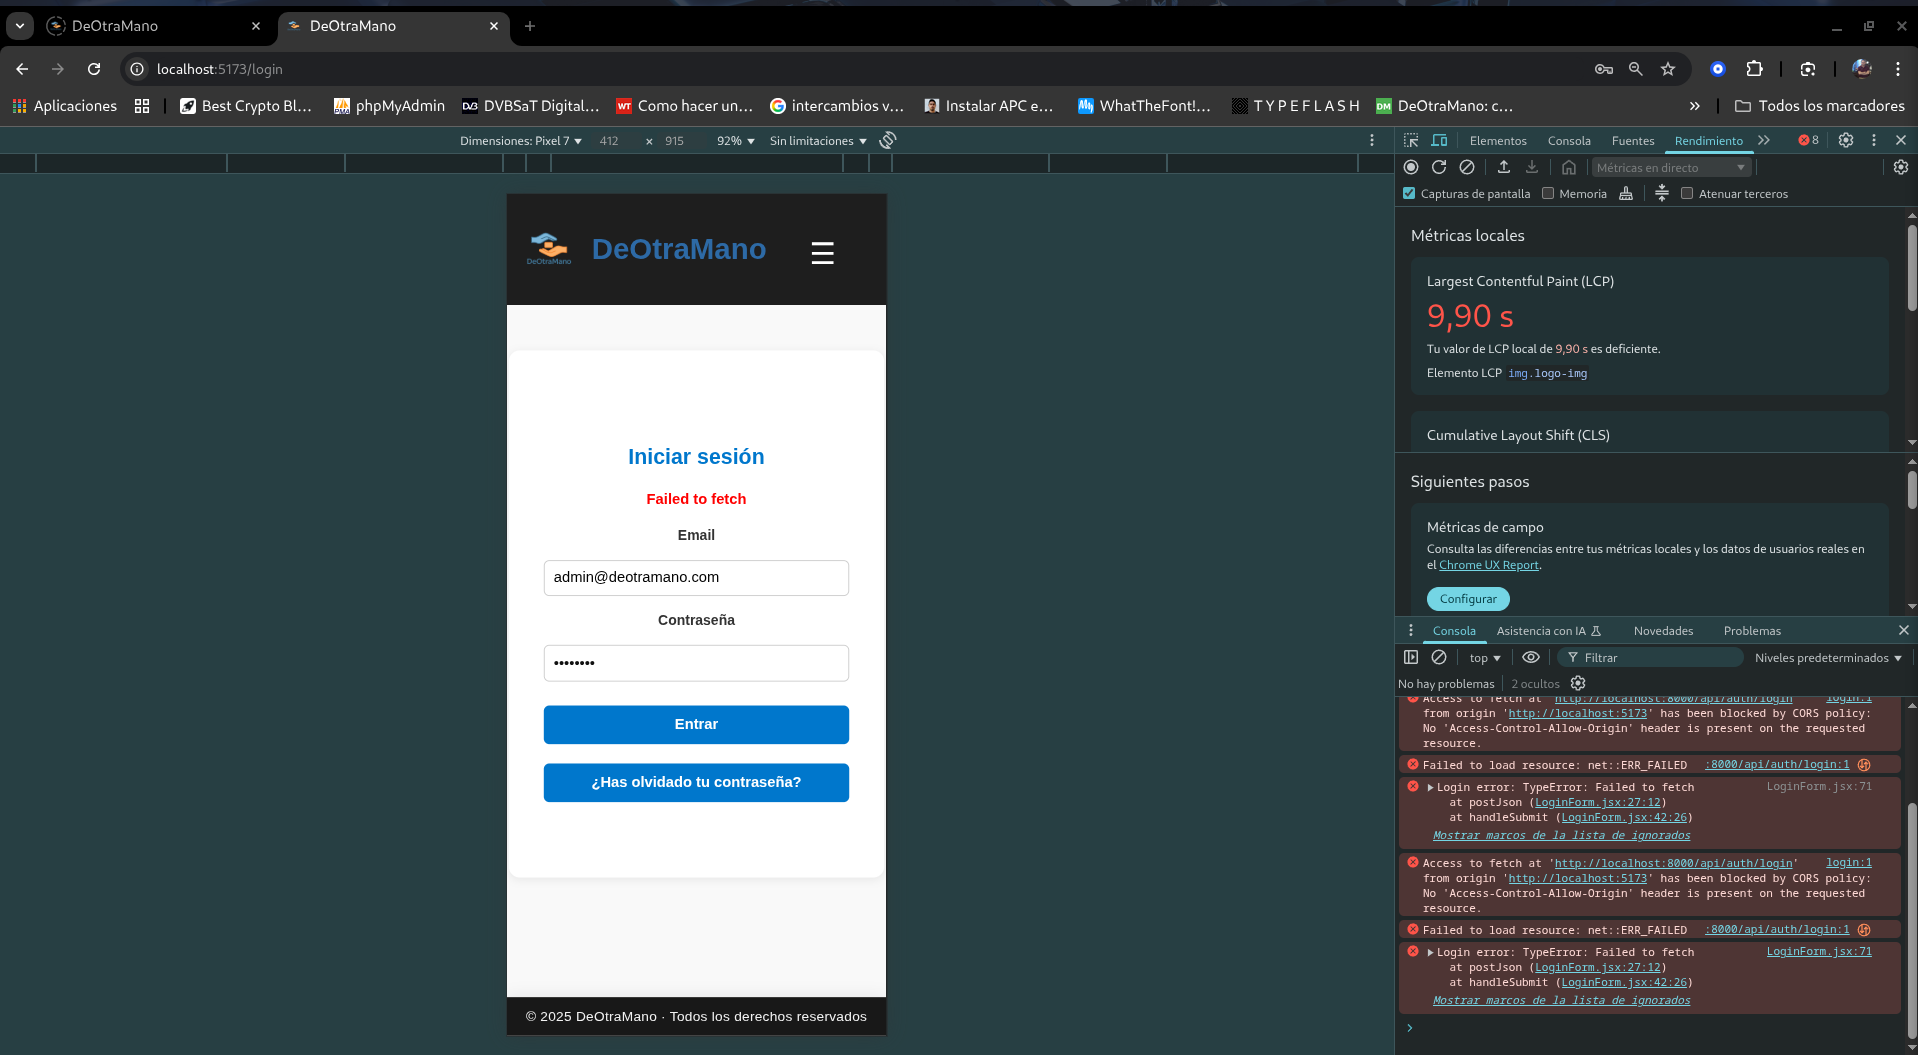 DeOtraMano
DeOtraMano
localhost:5173/login
Aplicaciones
Best Crypto Bl...
phpMyAdmin
DVBSaT Digital...
Como hacer un...
intercambios v...
Instalar APC e...
WhatTheFont!...
T Y P E F L A S H
DeOtraMano: c...
Todos los marcadores
Dimensiones: Pixel 7
412 × 915
92%
Sin limitaciones
Elementos
Consola
Fuentes
Rendimiento
8
Métricas en directo
Capturas de pantalla
Memoria
Atenuar terceros
DeOtraMano
DeOtraMano
Iniciar sesión
Failed to fetch
Email
admin@deotramano.com
Contraseña
••••••••
Entrar
¿Has olvidado tu contraseña?
© 2025 DeOtraMano · Todos los derechos reservados
Métricas locales
Largest Contentful Paint (LCP)
9,90 s
Tu valor de LCP local de 9,90 s es deficiente.
Elemento LCP img.logo-img
Cumulative Layout Shift (CLS)
Siguientes pasos
Métricas de campo
Consulta las diferencias entre tus métricas locales y los datos de usuarios reales en
el Chrome UX Report.
Configurar
Consola
Asistencia con IA
Novedades
Problemas
top
Filtrar
Niveles predeterminados
No hay problemas
2 ocultos
Access to fetch at 'http://localhost:8000/api/auth/login login:1
from origin 'http://localhost:5173' has been blocked by CORS policy:
No 'Access-Control-Allow-Origin' header is present on the requested
resource.
Failed to load resource: net::ERR_FAILED :8000/api/auth/login:1
Login error: TypeError: Failed to fetch LoginForm.jsx:71
at postJson (LoginForm.jsx:27:12)
at handleSubmit (LoginForm.jsx:42:26)
Mostrar marcos de la lista de ignorados
Access to fetch at 'http://localhost:8000/api/auth/login' login:1
from origin 'http://localhost:5173' has been blocked by CORS policy:
No 'Access-Control-Allow-Origin' header is present on the requested
resource.
Failed to load resource: net::ERR_FAILED :8000/api/auth/login:1
Login error: TypeError: Failed to fetch LoginForm.jsx:71
at postJson (LoginForm.jsx:27:12)
at handleSubmit (LoginForm.jsx:42:26)
Mostrar marcos de la lista de ignorados